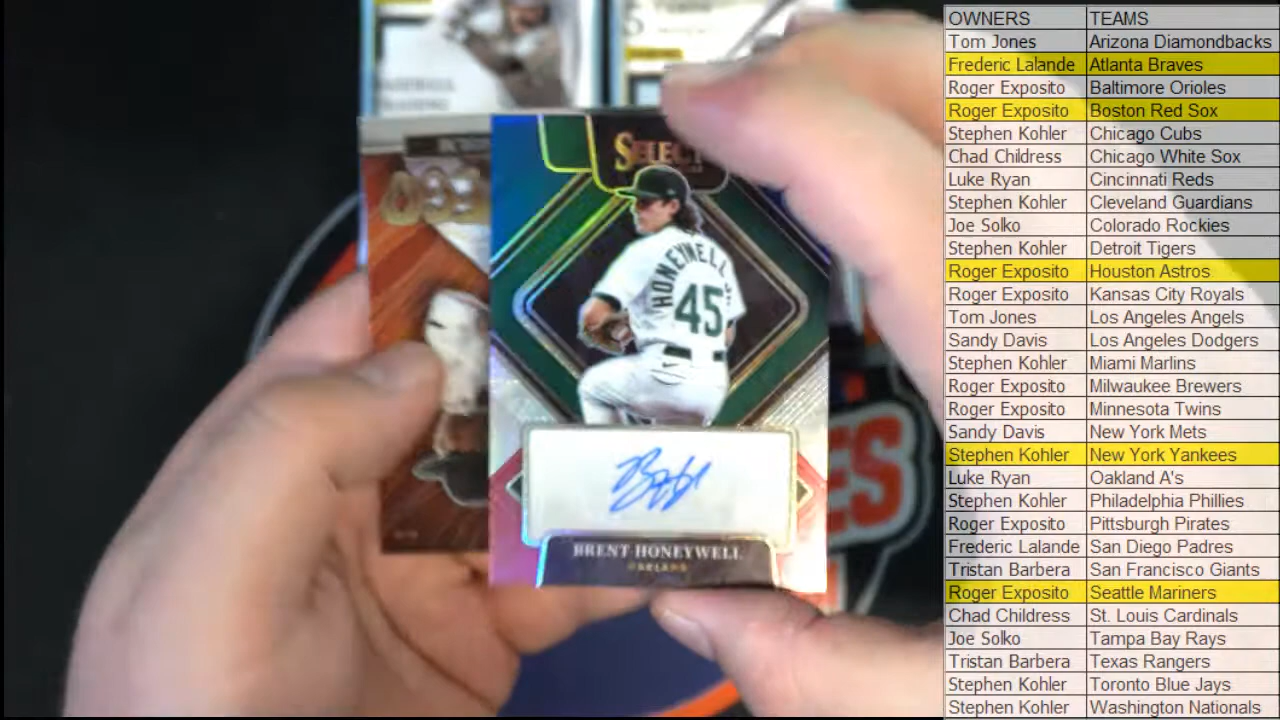 SELECT
HONEYWELL JR.
45
BRENT HONEYWELL
OAKLAND
OWNERS TEAMS
Tom Jones Arizona Diamondbacks
Frederic Lalande Atlanta Braves
Roger Exposito Baltimore Orioles
Roger Exposito Boston Red Sox
Stephen Kohler Chicago Cubs
Chad Childress Chicago White Sox
Luke Ryan Cincinnati Reds
Stephen Kohler Cleveland Guardians
Joe Solko Colorado Rockies
Stephen Kohler Detroit Tigers
Roger Exposito Houston Astros
Roger Exposito Kansas City Royals
Tom Jones Los Angeles Angels
Sandy Davis Los Angeles Dodgers
Stephen Kohler Miami Marlins
Roger Exposito Milwaukee Brewers
Roger Exposito Minnesota Twins
Sandy Davis New York Mets
Stephen Kohler New York Yankees
Luke Ryan Oakland A's
Stephen Kohler Philadelphia Phillies
Roger Exposito Pittsburgh Pirates
Frederic Lalande San Diego Padres
Tristan Barbera San Francisco Giants
Roger Exposito Seattle Mariners
Chad Childress St. Louis Cardinals
Joe Solko Tampa Bay Rays
Tristan Barbera Texas Rangers
Stephen Kohler Toronto Blue Jays
Stephen Kohler Washington Nationals